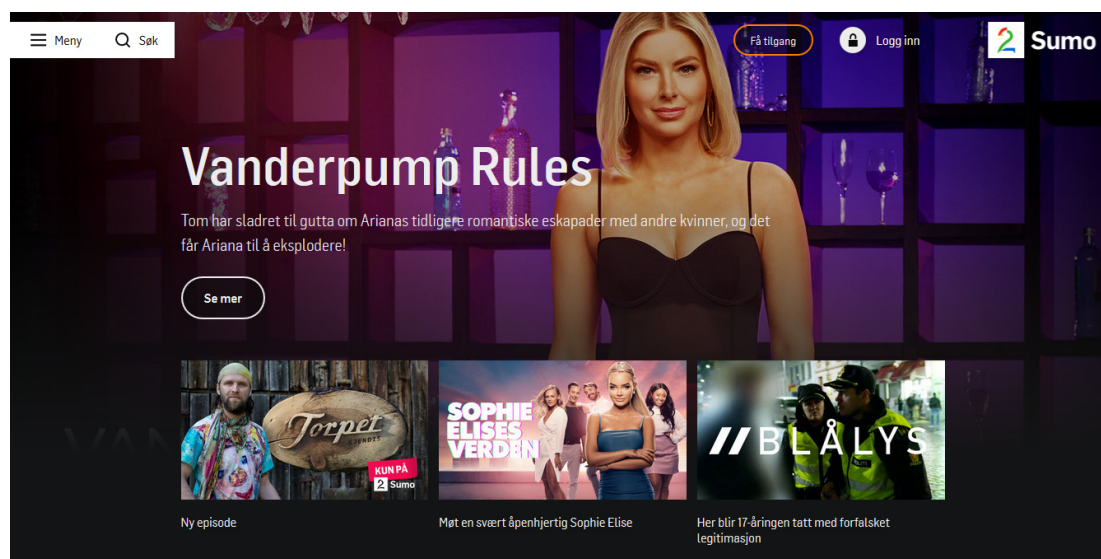 Meny
Søk
Få tilgang
Logg inn
2 Sumo
Vanderpump Rules
Tom har sladret til gutta om Arianas tidligere romantiske eskapader med andre kvinner, og det
får Ariana til å eksplodere!
Se mer
Torpet
KUN PÅ
2 Sumo
SOPHIE
ELISES
VERDEN
//BLÅLYS
VAN
Ny episode
Møt en svært åpenhjertig Sophie Elise
Her blir 17-åringen tatt med forfalsket
legitimasjon